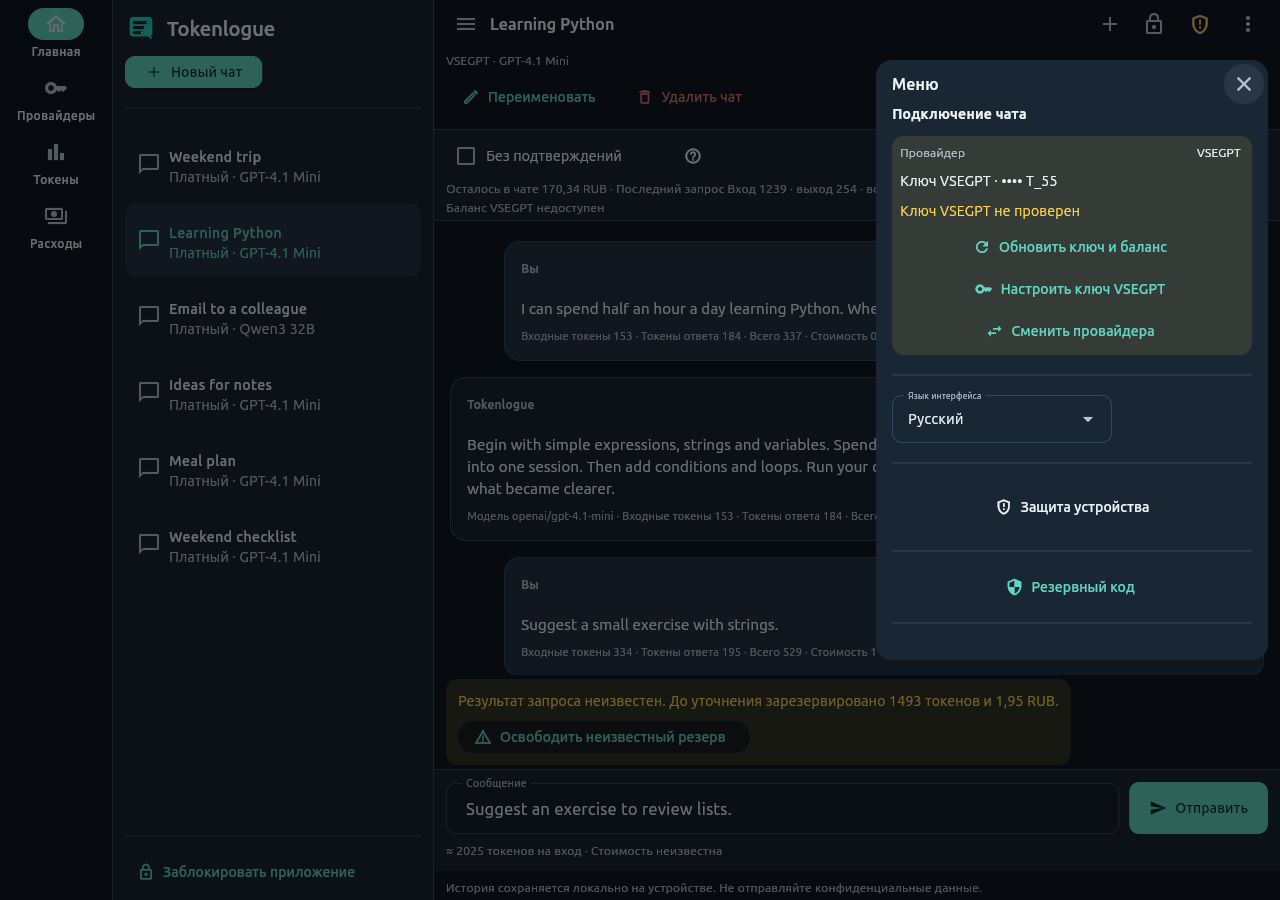 Главная
Провайдеры
Токены
Расходы
Tokenlogue
Новый чат
Weekend trip
Платный · GPT-4.1 Mini
Learning Python
Платный · GPT-4.1 Mini
Email to a colleague
Платный · Qwen3 32B
Ideas for notes
Платный · GPT-4.1 Mini
Meal plan
Платный · GPT-4.1 Mini
Weekend checklist
Платный · GPT-4.1 Mini
Заблокировать приложение
Learning Python
VSEGPT · GPT-4.1 Mini
Переименовать
Удалить чат
Без подтверждений
Осталось в чате 170,34 RUB · Последний запрос Вход 1239 · выход 254 ·
Баланс VSEGPT недоступен
Вы
I can spend half an hour a day learning Python.
Входные токены 153 · Токены ответа 184 · Всего 337 · Стоимость
Tokenlogue
Begin with simple expressions, strings and variables. Spend
into one session. Then add conditions and loops. Run your
what became clearer.
Модель openai/gpt-4.1-mini · Входные токены 153 · Токены ответа 184 ·
Вы
Suggest a small exercise with strings.
Входные токены 334 · Токены ответа 195 · Всего 529 · Стоимость 1
Результат запроса неизвестен. До уточнения зарезервировано 1493 токенов и 1,95 RUB.
Освободить неизвестный резерв
Сообщение
Suggest an exercise to review lists.
Отправить
≈ 2025 токенов на вход · Стоимость неизвестна
История сохраняется локально на устройстве. Не отправляйте конфиденциальные данные.
Меню
Подключение чата
Провайдер VSEGPT
Ключ VSEGPT · •••• T_55
Ключ VSEGPT не проверен
Обновить ключ и баланс
Настроить ключ VSEGPT
Сменить провайдера
Язык интерфейса
Русский
Защита устройства
Резервный код